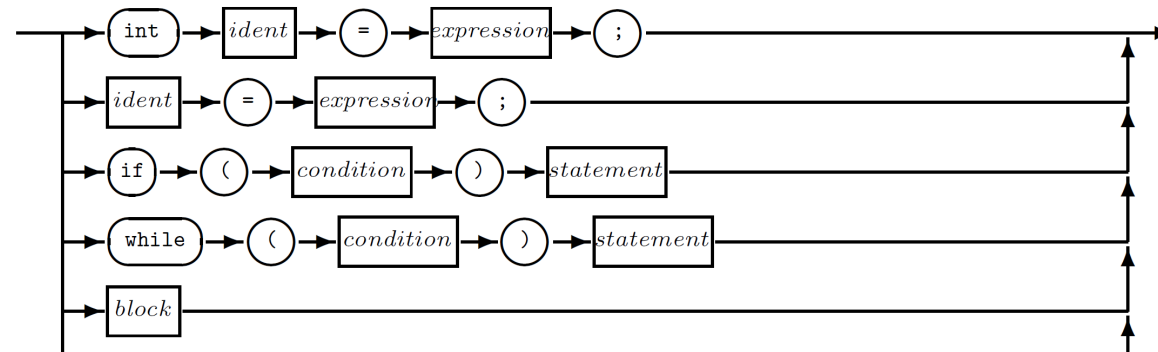 int ident = expression ;
ident = expression ;
if ( condition ) statement
while ( condition ) statement
block